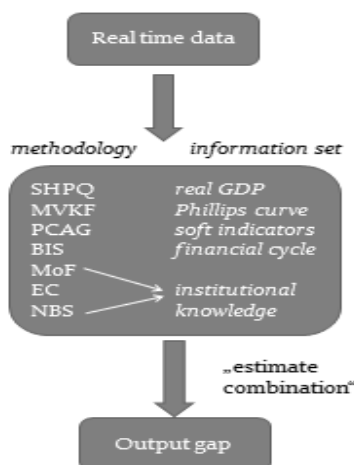 Real time data
methodology information set
SHPQ real GDP
MVKF Phillips curve
PCAG soft indicators
BIS financial cycle
MoF
EC institutional
NBS knowledge
„estimate
combination“
Output gap